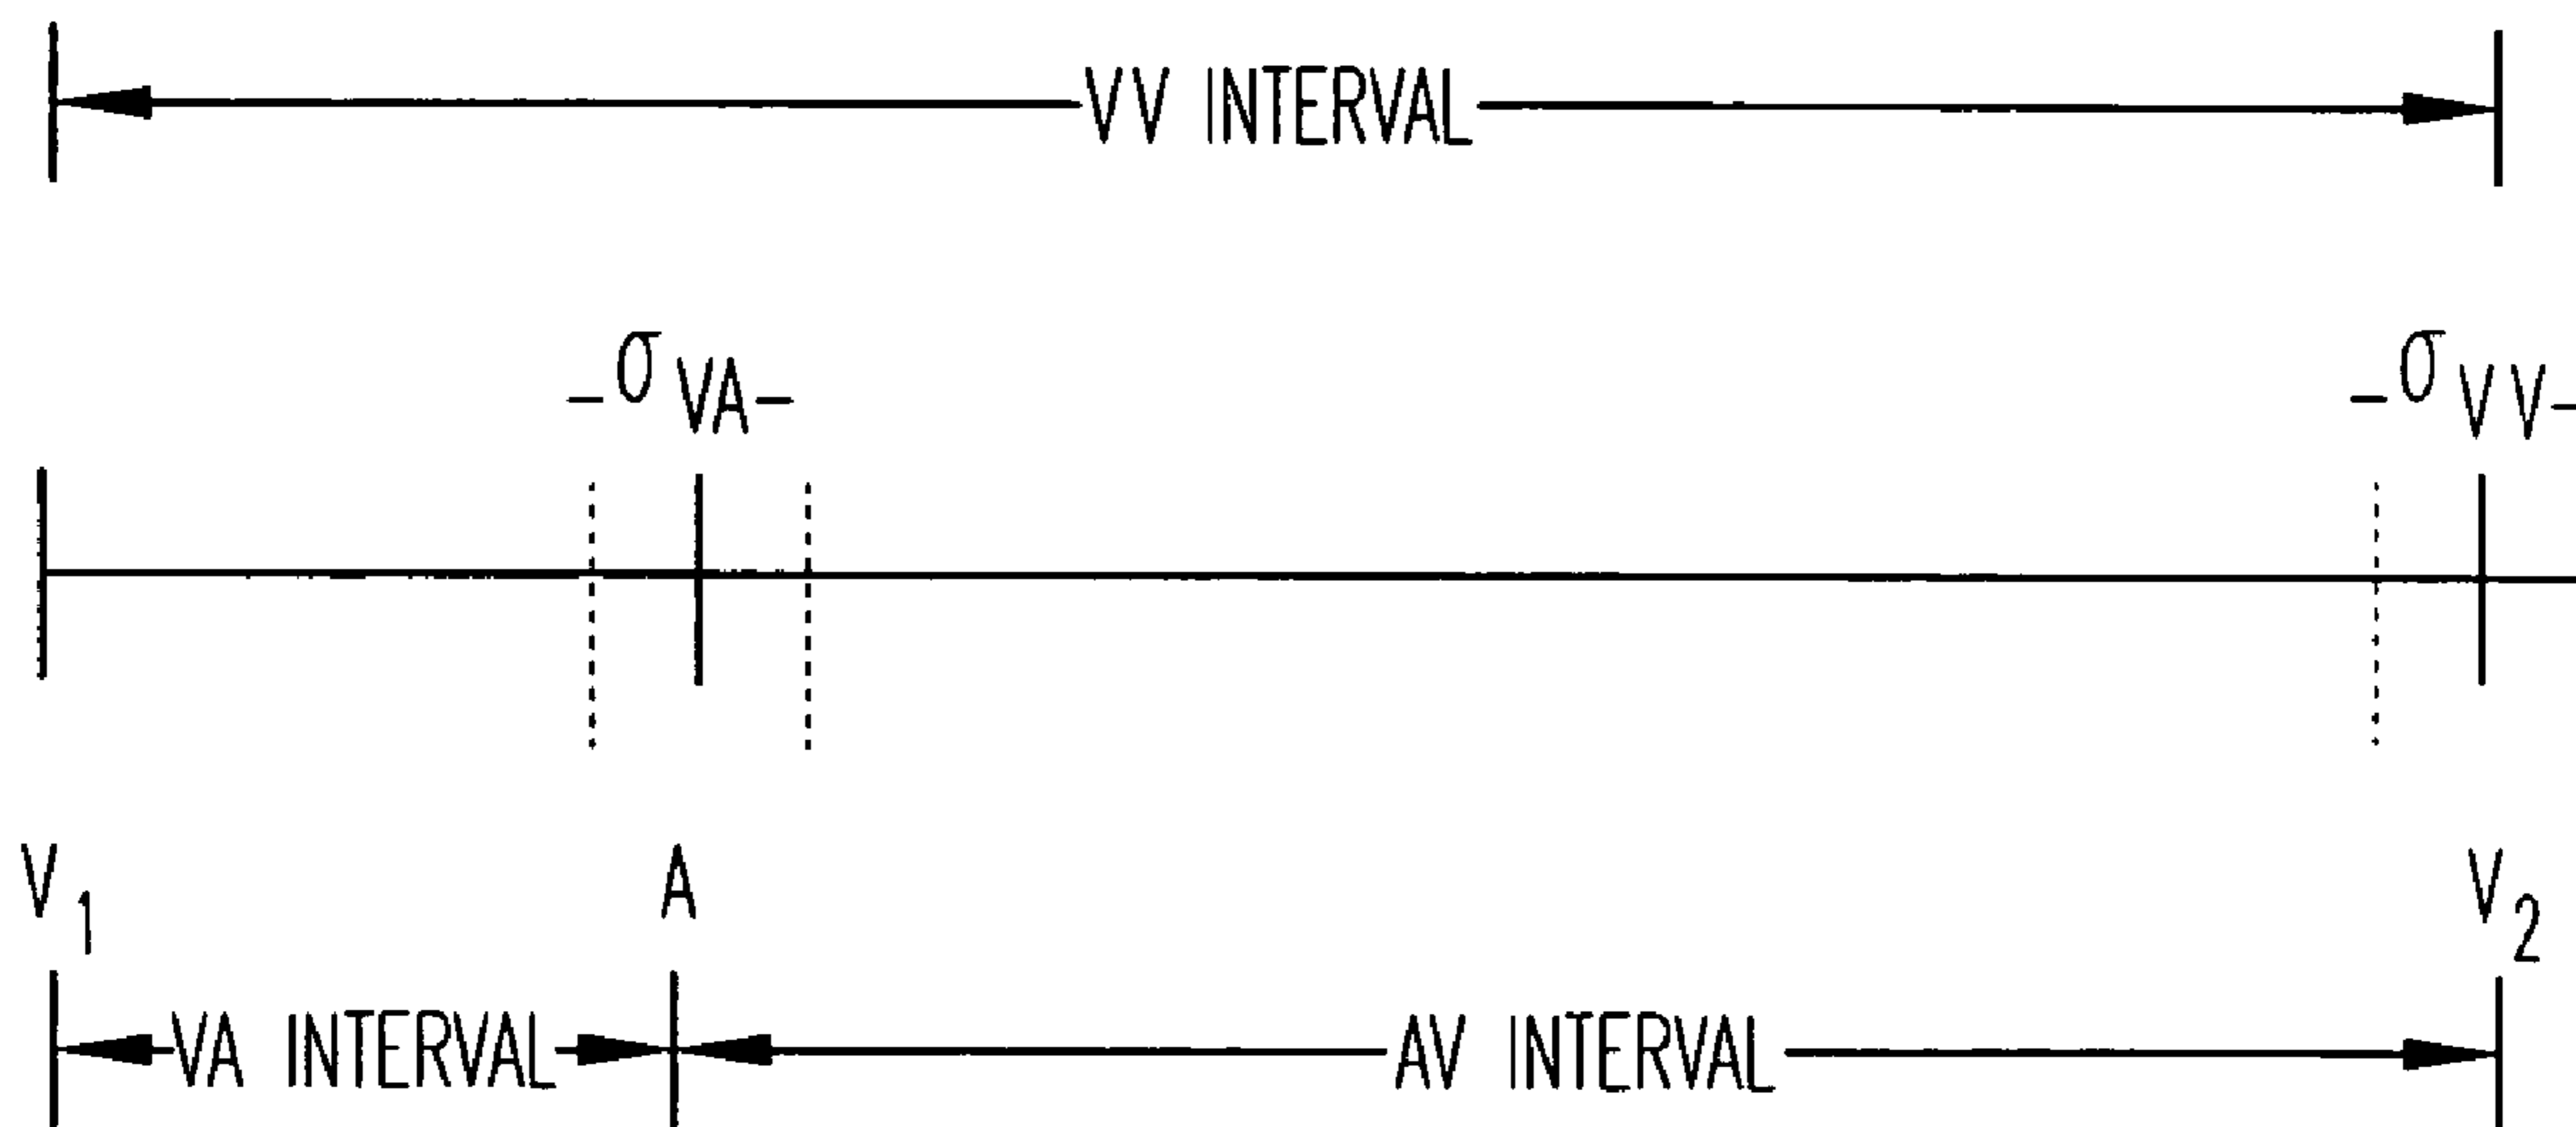 VV INTERVAL
-σVA-
-σVV-
V1
A
V2
VA INTERVAL
AV INTERVAL